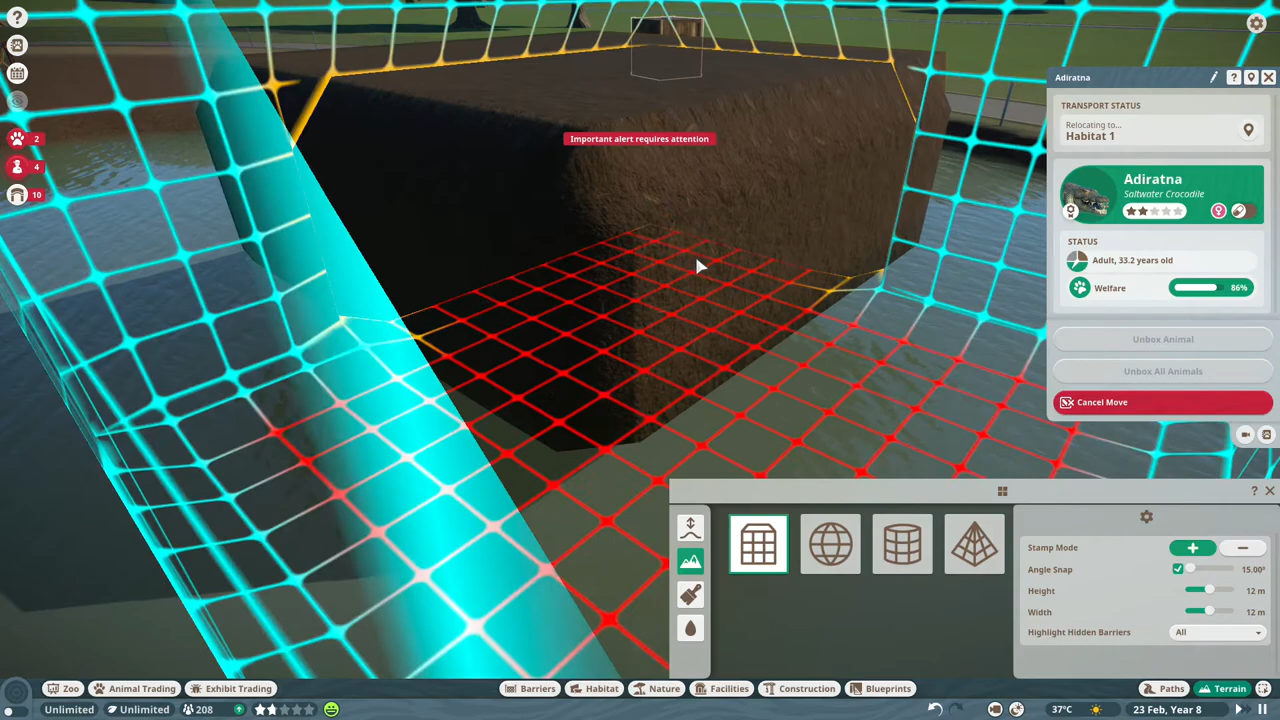 ?
Adiratna
?
TRANSPORT STATUS
Relocating to...
Habitat 1
2
Important alert requires attention
4
10
Adiratna
Saltwater Crocodile
STATUS
Adult, 33.2 years old
Welfare
86%
Unbox Animal
Unbox All Animals
Cancel Move
?
Stamp Mode
Angle Snap
15.00°
Height
12 m
Width
12 m
Highlight Hidden Barriers
All
Zoo
Animal Trading
Exhibit Trading
Barriers
Habitat
Nature
Facilities
Construction
Blueprints
Paths
Terrain
Unlimited
Unlimited
208
37°C
23 Feb, Year 8